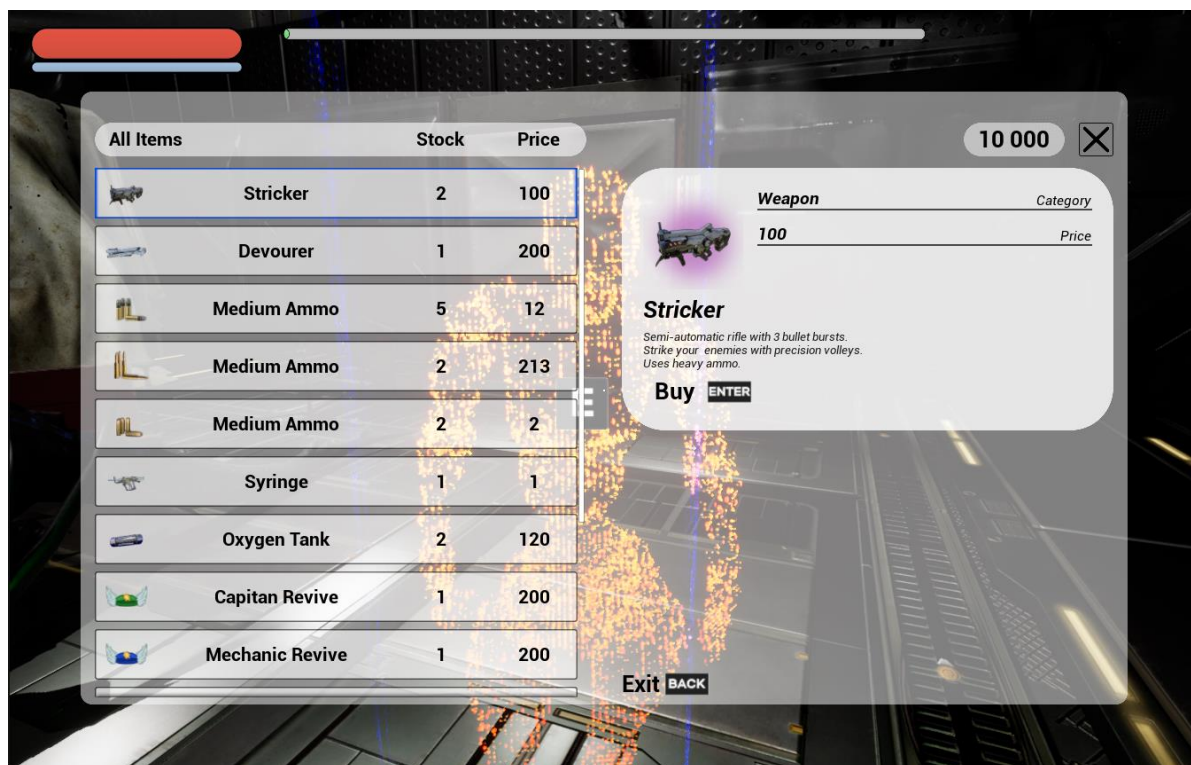 All Items Stock Price
10 000
Stricker 2 100
Devourer 1 200
Medium Ammo 5 12
Medium Ammo 2 213
Medium Ammo 2 2
Syringe 1 1
Oxygen Tank 2 120
Capitan Revive 1 200
Mechanic Revive 1 200
Weapon Category
100 Price
Stricker
Semi-automatic rifle with 3 bullet bursts.
Strike your enemies with precision volleys.
Uses heavy ammo.
Buy ENTER
E
Exit BACK